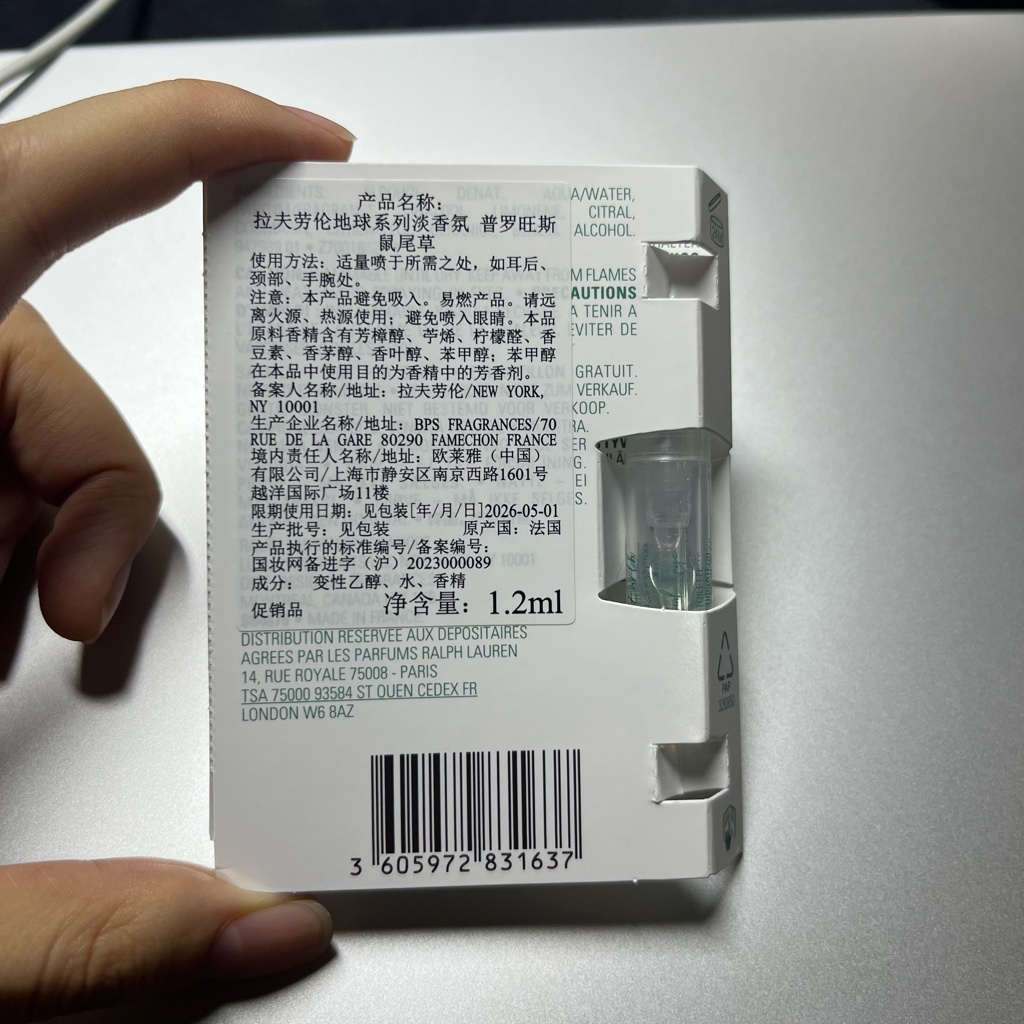 产品名称：
拉夫劳伦地球系列淡香氛 普罗旺斯
鼠尾草
使用方法：适量喷于所需之处，如耳后、
颈部、手腕处。
注意：本产品避免吸入。易燃产品。请远
离火源、热源使用；避免喷入眼睛。本品
原料香精含有芳樟醇、苧烯、柠檬醛、香
豆素、香茅醇、香叶醇、苯甲醇；苯甲醇
在本品中使用目的为香精中的芳香剂。
备案人名称/地址：拉夫劳伦/NEW YORK,
NY 10001
生产企业名称/地址：BPS FRAGRANCES/70
RUE DE LA GARE 80290 FAMECHON FRANCE
境内责任人名称/地址：欧莱雅（中国）
有限公司/上海市静安区南京西路1601号
越洋国际广场11楼
限期使用日期：见包装[年/月/日]2026-05-01
生产批号：见包装 原产国：法国
产品执行的标准编号/备案编号：
国妆网备进字（沪）2023000089
成分： 变性乙醇、水、香精
促销品 净含量：1.2ml
A/WATER,
CITRAL,
ALCOHOL.
M FLAMES
AUTIONS
A TENIR A
EVITER DE
GRATUIT.
VERKAUF.
KOOP.
DISTRIBUTION RESERVEE AUX DEPOSITAIRES
AGREES PAR LES PARFUMS RALPH LAUREN
14, RUE ROYALE 75008 - PARIS
TSA 75000 93584 ST OUEN CEDEX FR
LONDON W6 8AZ
PAP
3 605972 831637